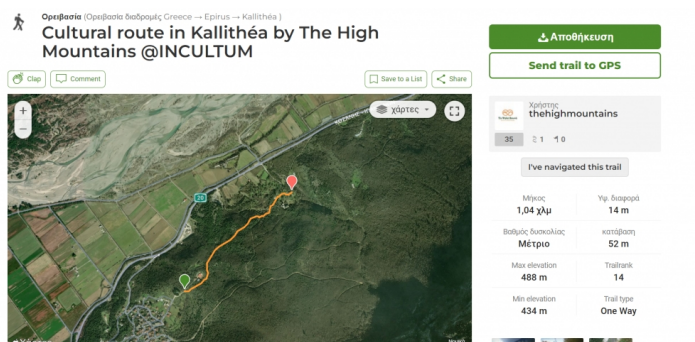 Ορειβασία (Ορειβασία διαδρομές Greece → Epirus → Kallithéa )
Cultural route in Kallithéa by The High
Mountains @INCULTUM
Clap
Comment
Save to a List
Share
+
−
χάρτες
20
Αποθήκευση
Send trail to GPS
Χρήστης
thehighmountains
35
1
0
I've navigated this trail
Μήκος
1,04 χλμ
Υψ. διαφορά
14 m
Βαθμός δυσκολίας
Μέτριο
κατάβαση
52 m
Max elevation
488 m
Trailrank
14
Min elevation
434 m
Trail type
One Way